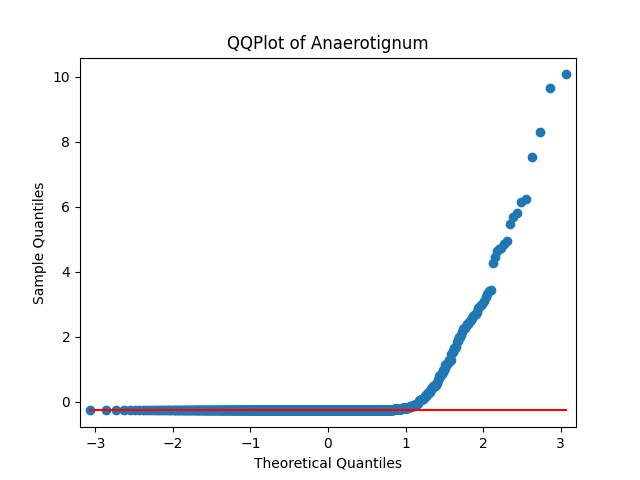 QQPlot of Anaerotignum
10
8
6
4
2
0
Sample Quantiles
−3 −2 −1 0 1 2 3
Theoretical Quantiles